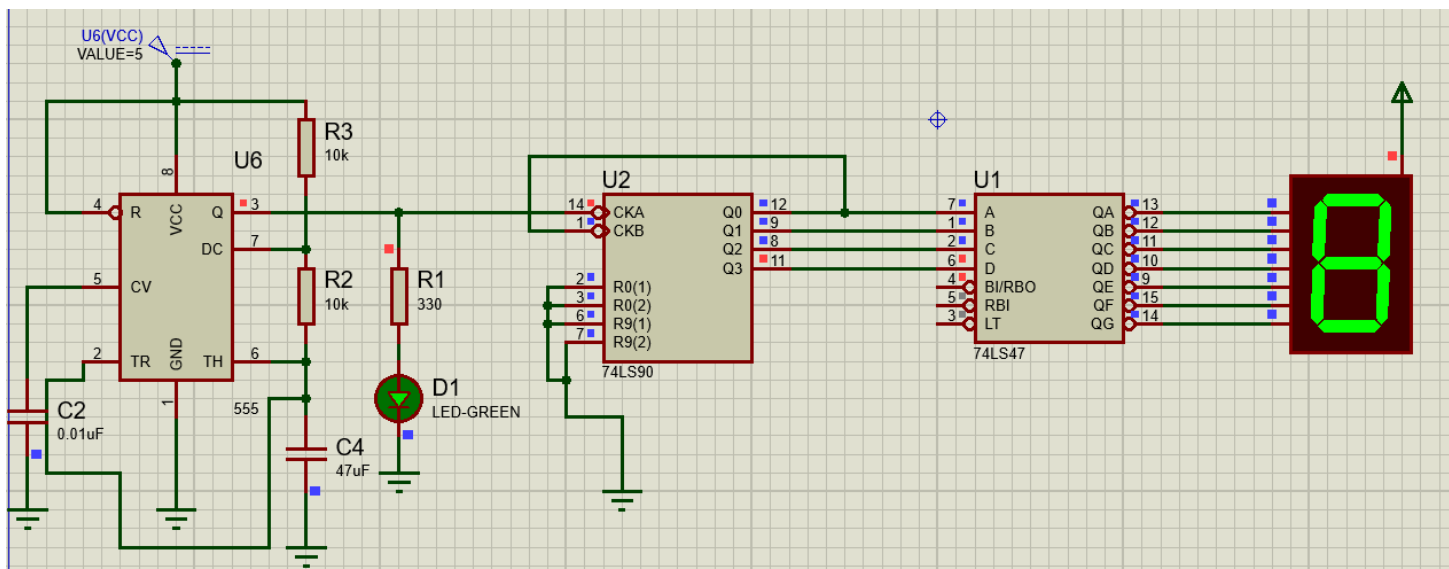 U6(VCC)
VALUE=5
R3
10k
U6
8
VCC
4
R
Q
3
DC
7
5
CV
R2
10k
2
TR
GND
TH
6
1
555
C2
0.01uF
C4
47uF
R1
330
D1
LED-GREEN
U2
14
CKA
Q0
12
1
CKB
Q1
9
Q2
8
Q3
11
2
R0(1)
3
R0(2)
6
R9(1)
7
R9(2)
74LS90
U1
7
A
QA
13
1
B
QB
12
2
C
QC
11
6
D
QD
10
4
BI/RBO
QE
9
5
RBI
QF
15
3
LT
QG
14
74LS47
8